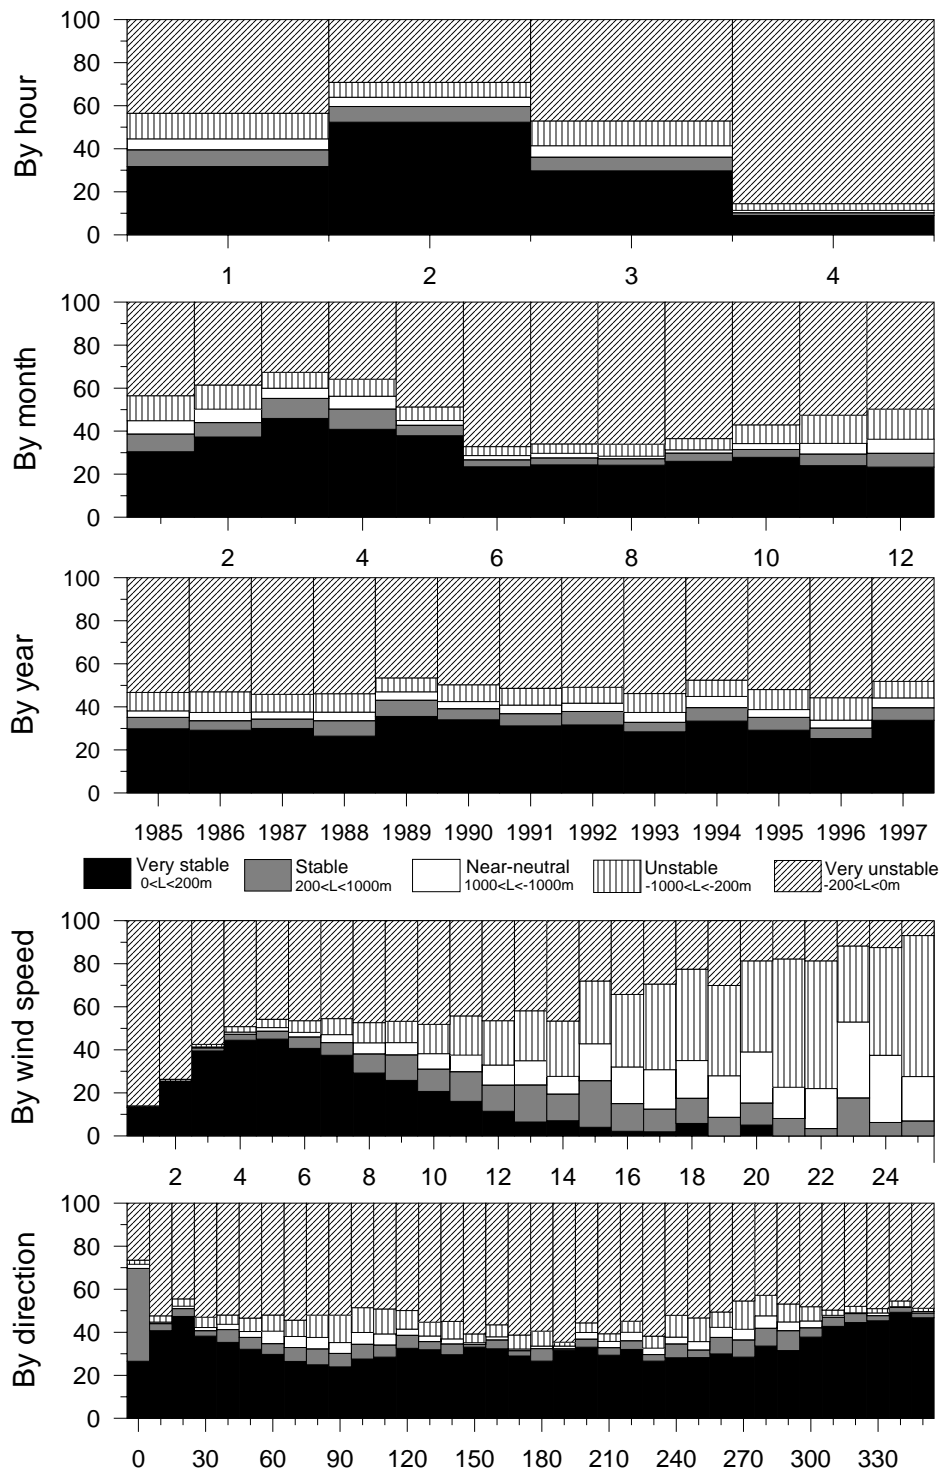 By hour
100
80
60
40
20
0
1 2 3 4
By month
100
80
60
40
20
0
2 4 6 8 10 12
By year
100
80
60
40
20
0
1985 1986 1987 1988 1989 1990 1991 1992 1993 1994 1995 1996 1997
Very stable Stable Near-neutral Unstable Very unstable
0<L<200m 200<L<1000m 1000<L<-1000m -1000<L<-200m -200<L<0m
By wind speed
100
80
60
40
20
0
2 4 6 8 10 12 14 16 18 20 22 24
By direction
100
80
60
40
20
0
0 30 60 90 120 150 180 210 240 270 300 330